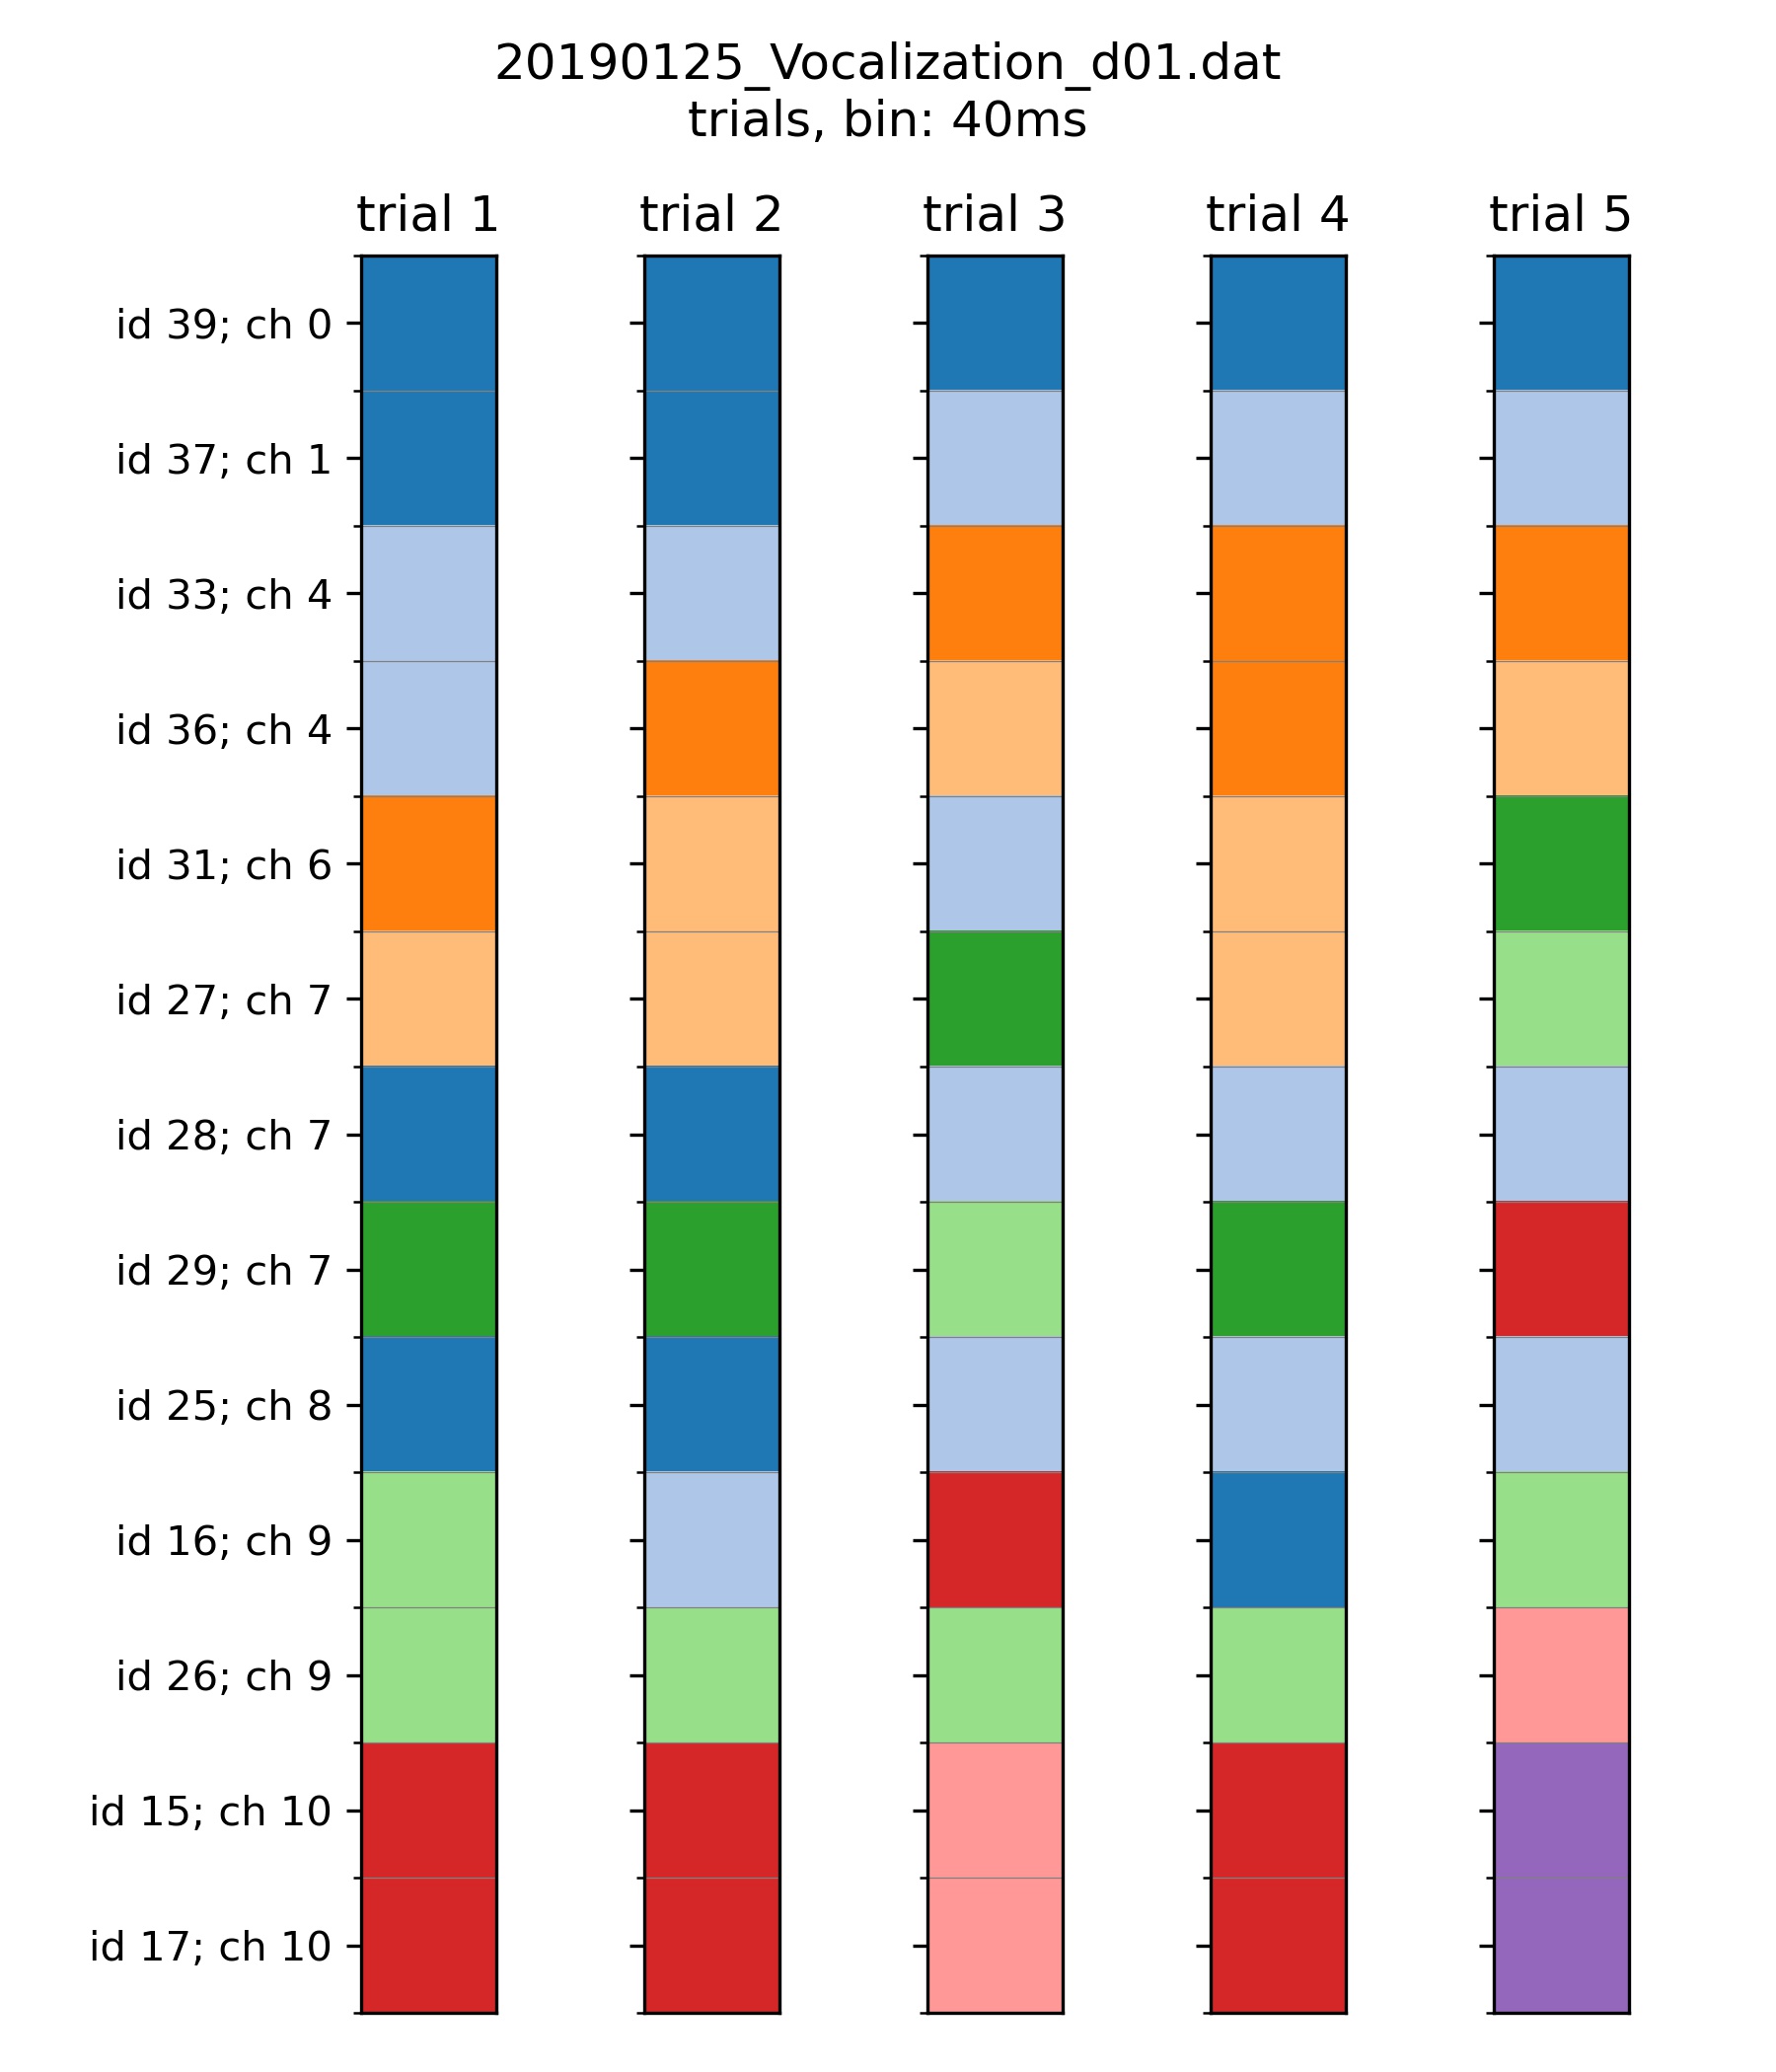 20190125_Vocalization_d01.dat
trials, bin: 40ms
trial 1 trial 2 trial 3 trial 4 trial 5
id 39; ch 0
id 37; ch 1
id 33; ch 4
id 36; ch 4
id 31; ch 6
id 27; ch 7
id 28; ch 7
id 29; ch 7
id 25; ch 8
id 16; ch 9
id 26; ch 9
id 15; ch 10
id 17; ch 10